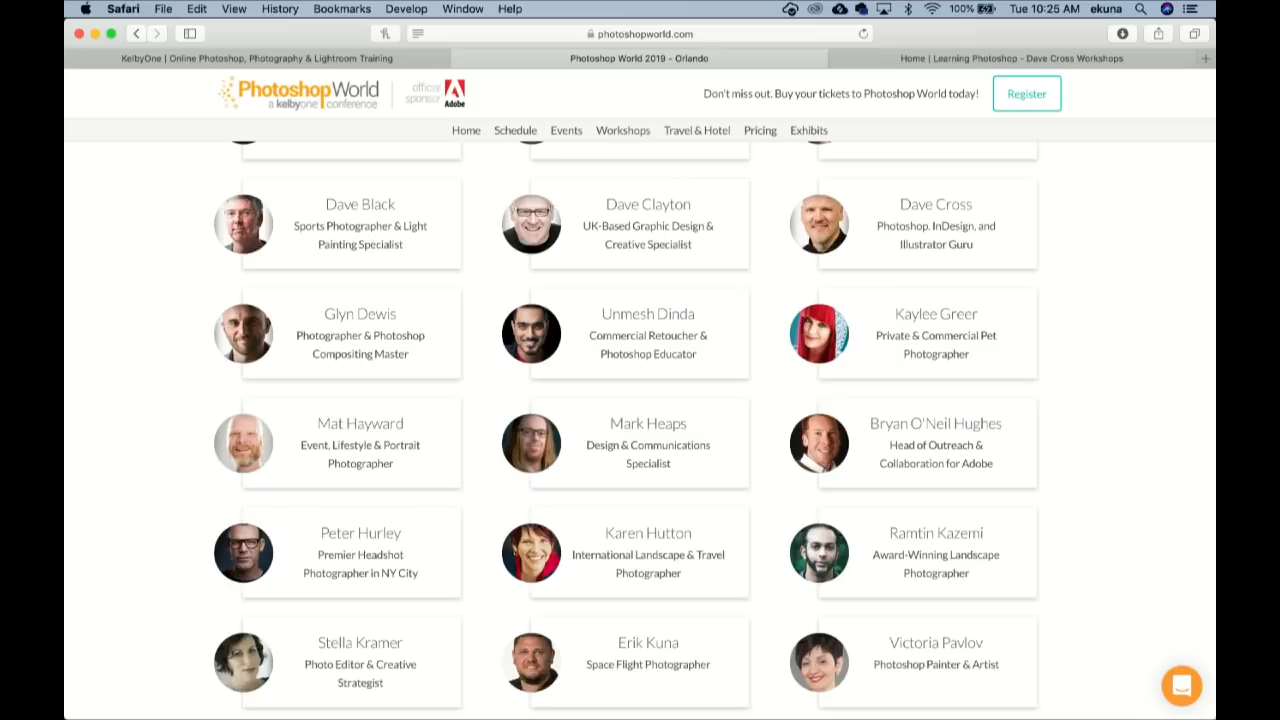 Safari File Edit View History Bookmarks Develop Window Help 100% Tue 10:25 AM ekuna
photoshopworld.com
KelbyOne | Online Photoshop, Photography & Lightroom Training Photoshop World 2019 - Orlando Home | Learning Photoshop - Dave Cross Workshops
PhotoshopWorld
a kelbyone conference
official
sponsor
Adobe
Don't miss out. Buy your tickets to Photoshop World today! Register
Home Schedule Events Workshops Travel & Hotel Pricing Exhibits
Dave Black
Sports Photographer & Light
Painting Specialist
Dave Clayton
UK-Based Graphic Design &
Creative Specialist
Dave Cross
Photoshop, InDesign, and
Illustrator Guru
Glyn Dewis
Photographer & Photoshop
Compositing Master
Unmesh Dinda
Commercial Retoucher &
Photoshop Educator
Kaylee Greer
Private & Commercial Pet
Photographer
Mat Hayward
Event, Lifestyle & Portrait
Photographer
Mark Heaps
Design & Communications
Specialist
Bryan O'Neil Hughes
Head of Outreach &
Collaboration for Adobe
Peter Hurley
Premier Headshot
Photographer in NY City
Karen Hutton
International Landscape & Travel
Photographer
Ramtin Kazemi
Award-Winning Landscape
Photographer
Stella Kramer
Photo Editor & Creative
Strategist
Erik Kuna
Space Flight Photographer
Victoria Pavlov
Photoshop Painter & Artist